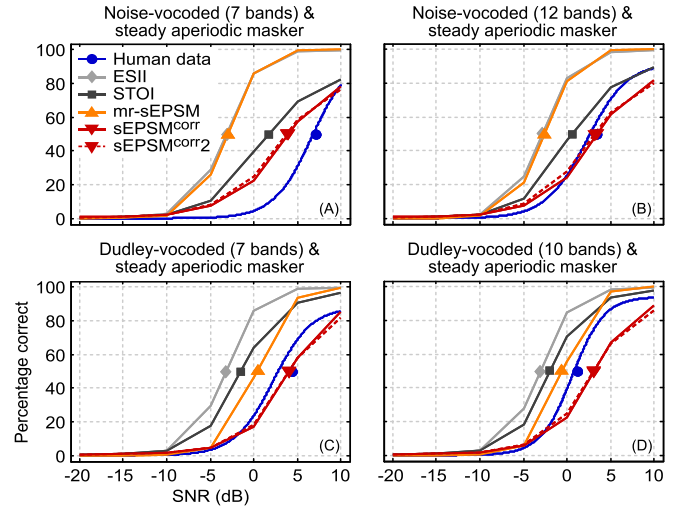 Noise-vocoded (7 bands) &
steady aperiodic masker
Noise-vocoded (12 bands) &
steady aperiodic masker
100
80
60
40
20
0
Human data
ESII
STOI
mr-sEPSM
sEPSMcorr
sEPSMcorr2
(A)
(B)
Dudley-vocoded (7 bands) &
steady aperiodic masker
Dudley-vocoded (10 bands) &
steady aperiodic masker
Percentage correct
100
80
60
40
20
0
(C)
(D)
-20 -15 -10 -5 0 5 10
-20 -15 -10 -5 0 5 10
SNR (dB)